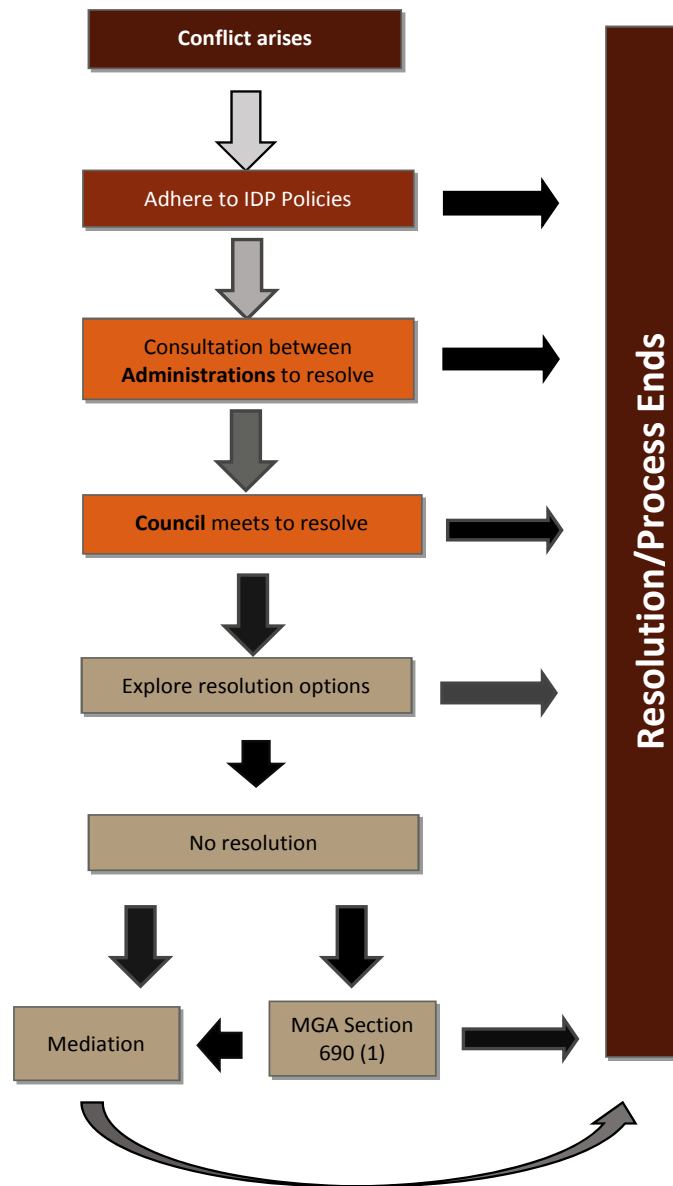 Conflict arises
Adhere to IDP Policies
Consultation between
Administrations to resolve
Council meets to resolve
Explore resolution options
No resolution
Mediation
MGA Section
690 (1)
Resolution/Process Ends